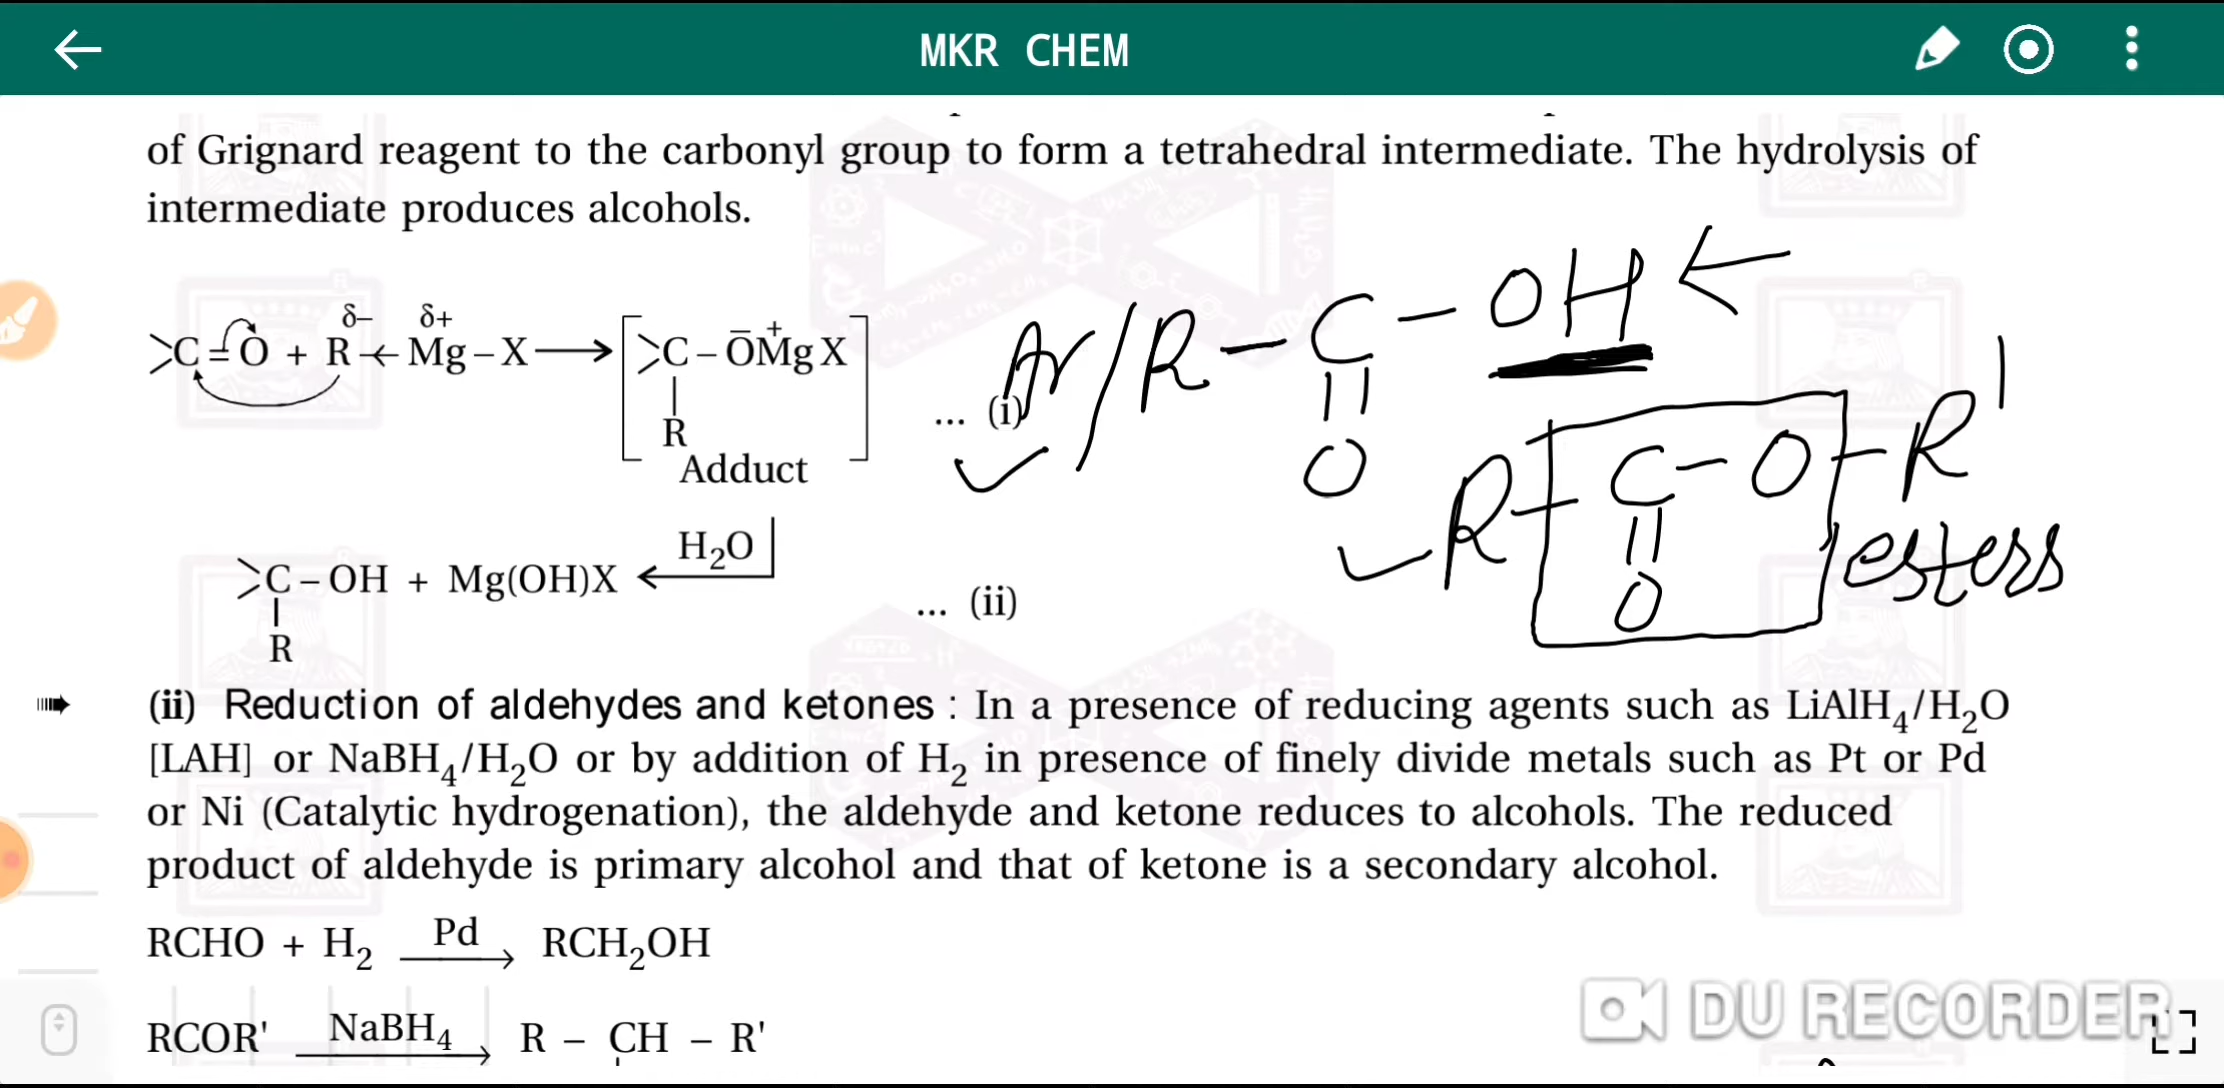 MKR CHEM
of Grignard reagent to the carbonyl group to form a tetrahedral intermediate. The hydrolysis of
intermediate produces alcohols.
δ– δ+
>C=O + R ← Mg – X ⟶ [>C – ŌM⁺gX]
|
R
Adduct
... (i)
Ar/R – C – OH ←
||
O
R – C – O – R'
||
O
esters
H₂O
>C – OH + Mg(OH)X ←
|
R
... (ii)
(ii) Reduction of aldehydes and ketones : In a presence of reducing agents such as LiAlH₄/H₂O
[LAH] or NaBH₄/H₂O or by addition of H₂ in presence of finely divide metals such as Pt or Pd
or Ni (Catalytic hydrogenation), the aldehyde and ketone reduces to alcohols. The reduced
product of aldehyde is primary alcohol and that of ketone is a secondary alcohol.
RCHO + H₂ —Pd→ RCH₂OH
RCOR' —NaBH₄→ R – CH – R'
DU RECORDER